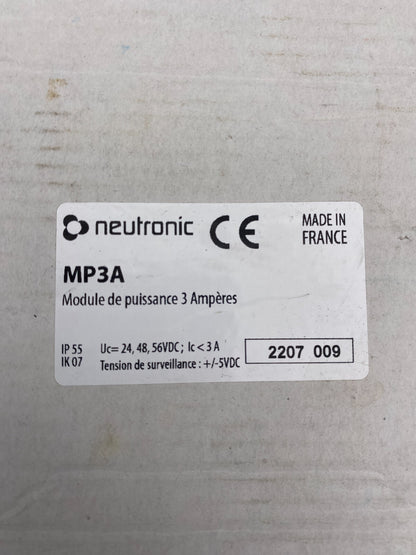 neutronic CE MADE IN
FRANCE
MP3A
Module de puissance 3 Ampères
IP 55 Uc= 24, 48, 56VDC ; Ic < 3 A
IK 07 Tension de surveillance : +/-5VDC
2207 009